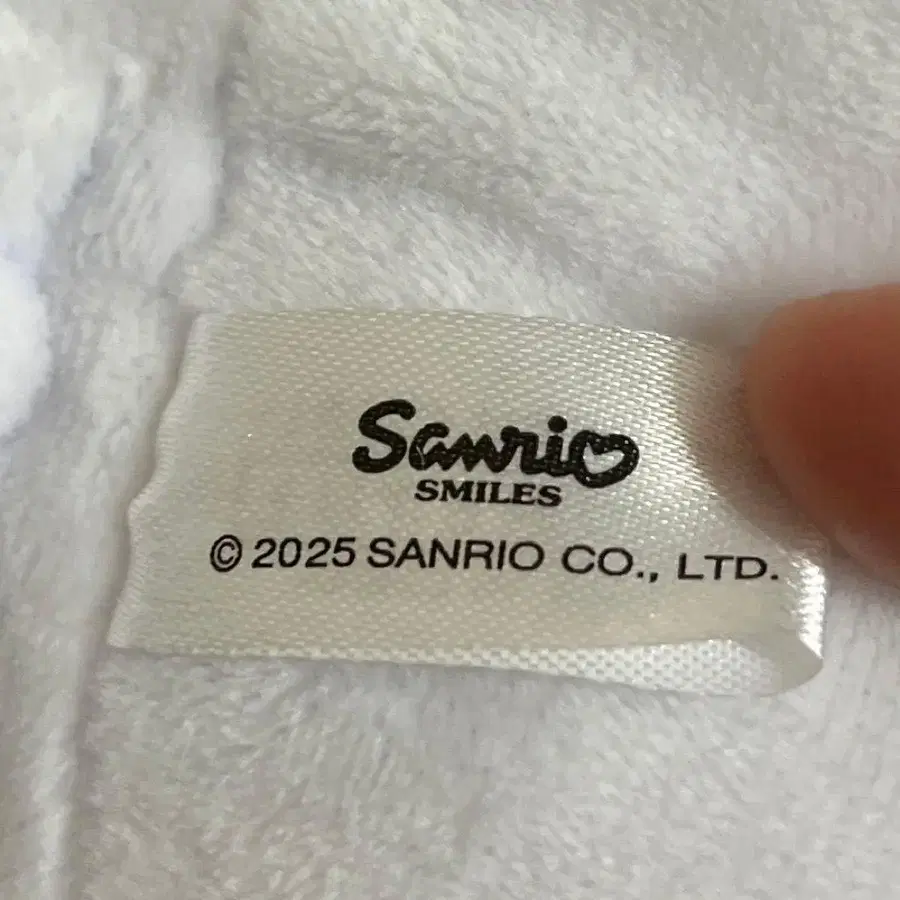 Sanrio
SMILES
© 2025 SANRIO CO., LTD.